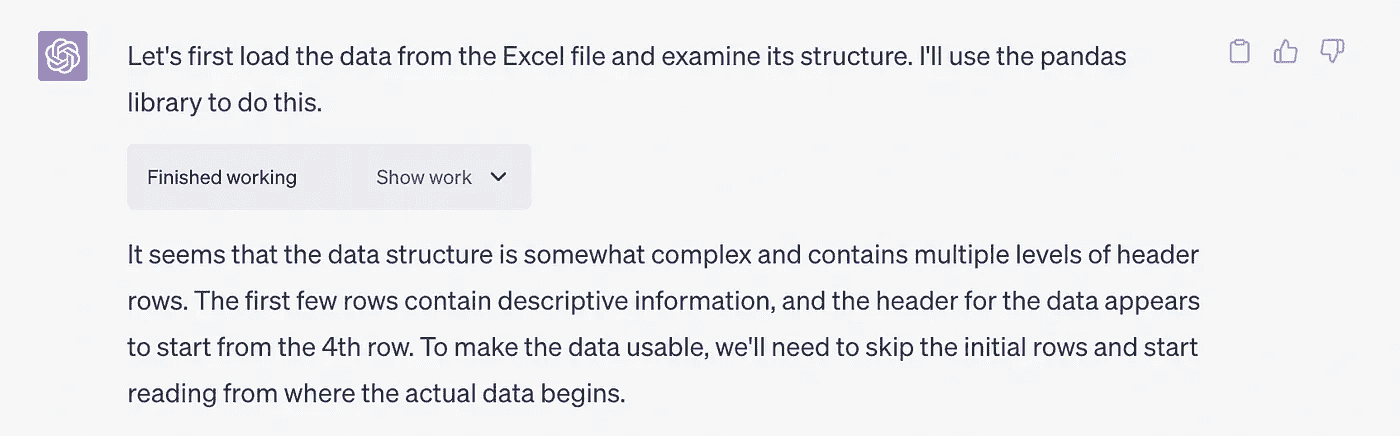 Let's first load the data from the Excel file and examine its structure. I'll use the pandas
library to do this.
Finished working Show work
It seems that the data structure is somewhat complex and contains multiple levels of header
rows. The first few rows contain descriptive information, and the header for the data appears
to start from the 4th row. To make the data usable, we'll need to skip the initial rows and start
reading from where the actual data begins.